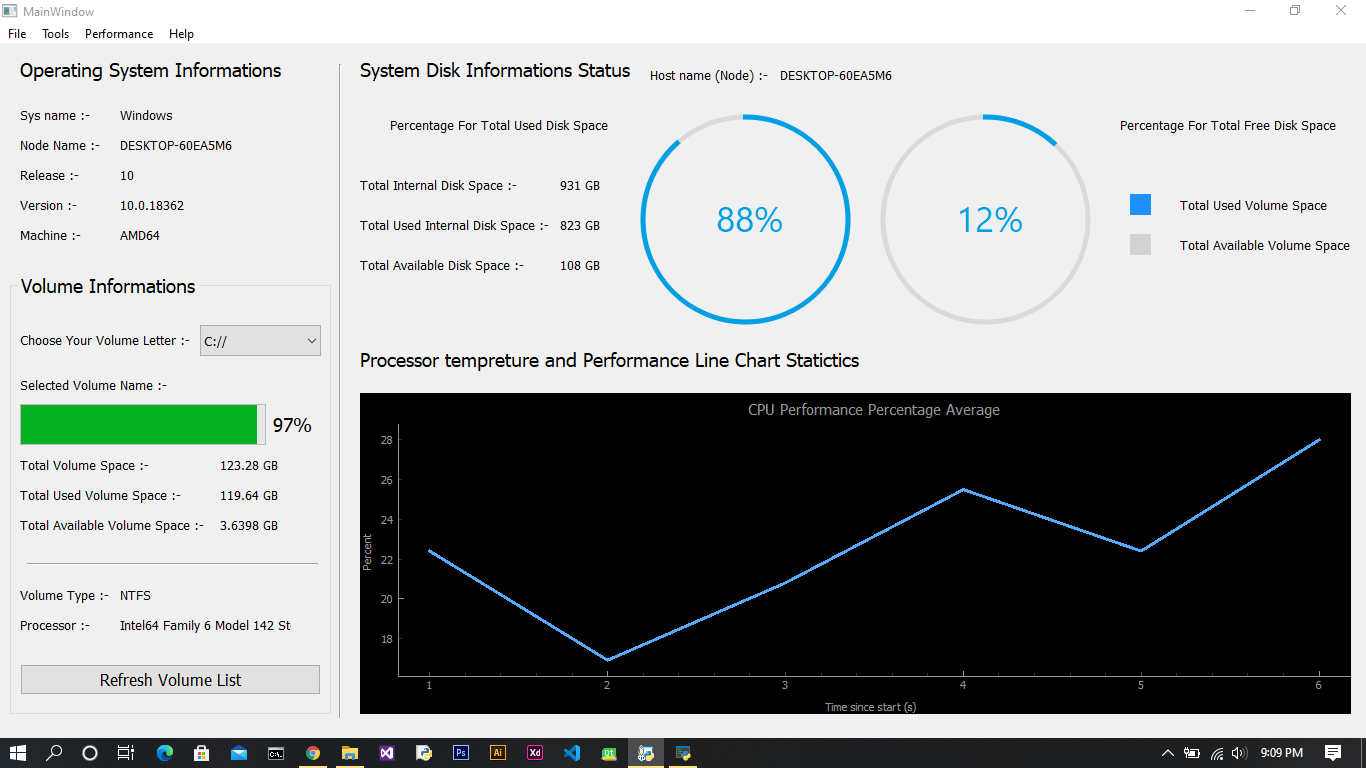 MainWindow
File Tools Performance Help
Operating System Informations
Sys name :- Windows
Node Name :- DESKTOP-60EA5M6
Release :- 10
Version :- 10.0.18362
Machine :- AMD64
Volume Informations
Choose Your Volume Letter :- C://
Selected Volume Name :-
97%
Total Volume Space :- 123.28 GB
Total Used Volume Space :- 119.64 GB
Total Available Volume Space :- 3.6398 GB
Volume Type :- NTFS
Processor :- Intel64 Family 6 Model 142 St
Refresh Volume List
System Disk Informations Status
Host name (Node) :- DESKTOP-60EA5M6
Percentage For Total Used Disk Space
Total Internal Disk Space :- 931 GB
Total Used Internal Disk Space :- 823 GB
Total Available Disk Space :- 108 GB
88%
12%
Percentage For Total Free Disk Space
Total Used Volume Space
Total Available Volume Space
Processor tempreture and Performance Line Chart Statictics
CPU Performance Percentage Average
28
26
24
22
20
18
Percent
1 2 3 4 5 6
Time since start (s)
C:\
Ps
Ai
Xd
Qt
9:09 PM